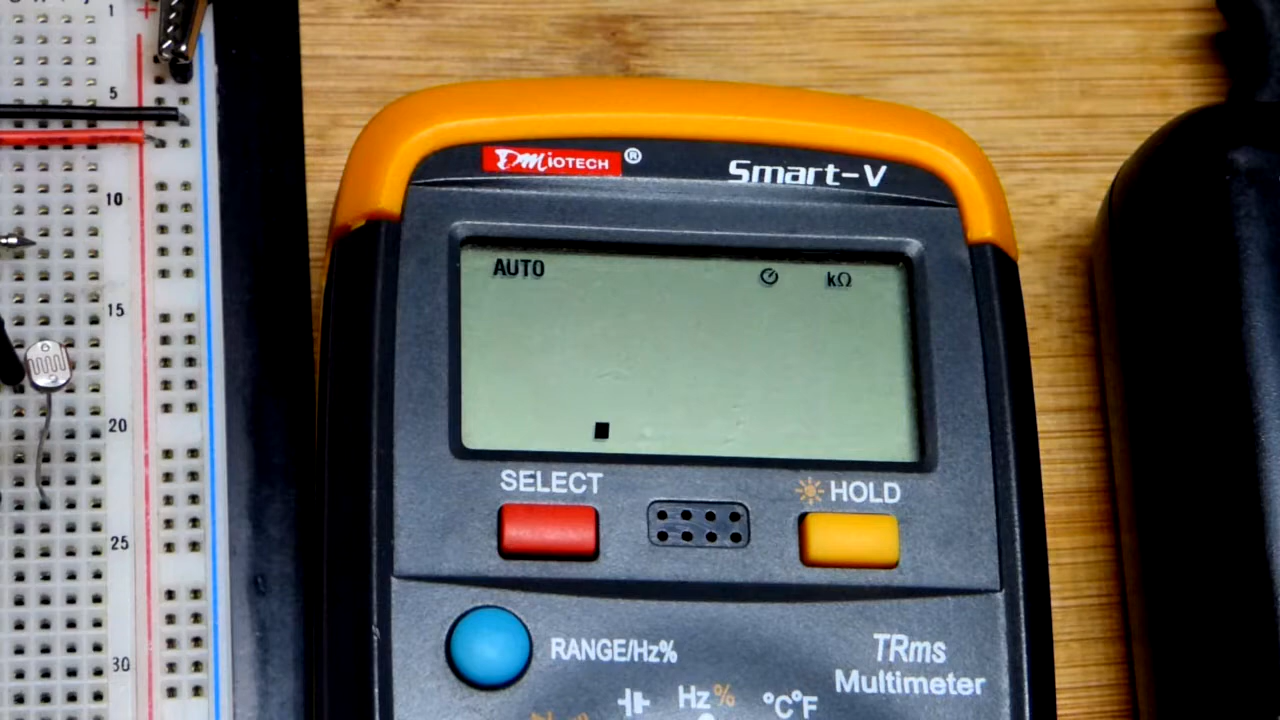 1
+
5
10
15
20
25
30
DMiOTECH ®
Smart-V
AUTO
kΩ
SELECT
HOLD
RANGE/Hz%
TRms
Multimeter
Hz %
°C°F